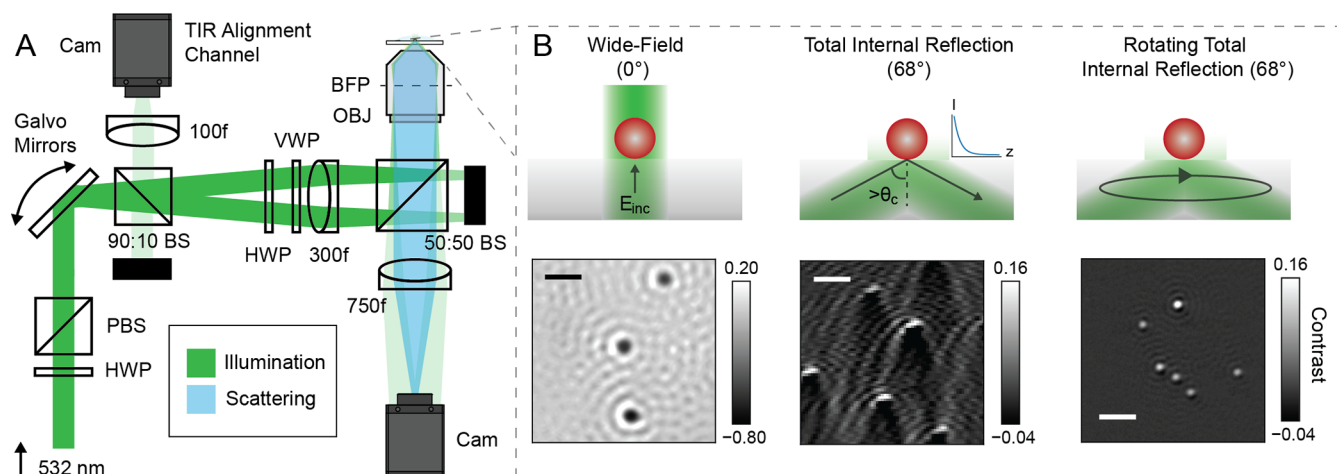 A
Cam
TIR Alignment
Channel
100f
Galvo
Mirrors
VWP
BFP
OBJ
90:10 BS
HWP
300f
50:50 BS
750f
PBS
HWP
Illumination
Scattering
532 nm
Cam
B
Wide-Field
(0°)
E_inc
0.20
−0.80
Total Internal Reflection
(68°)
I
z
>θ_c
0.16
−0.04
Rotating Total
Internal Reflection (68°)
0.16
−0.04
Contrast